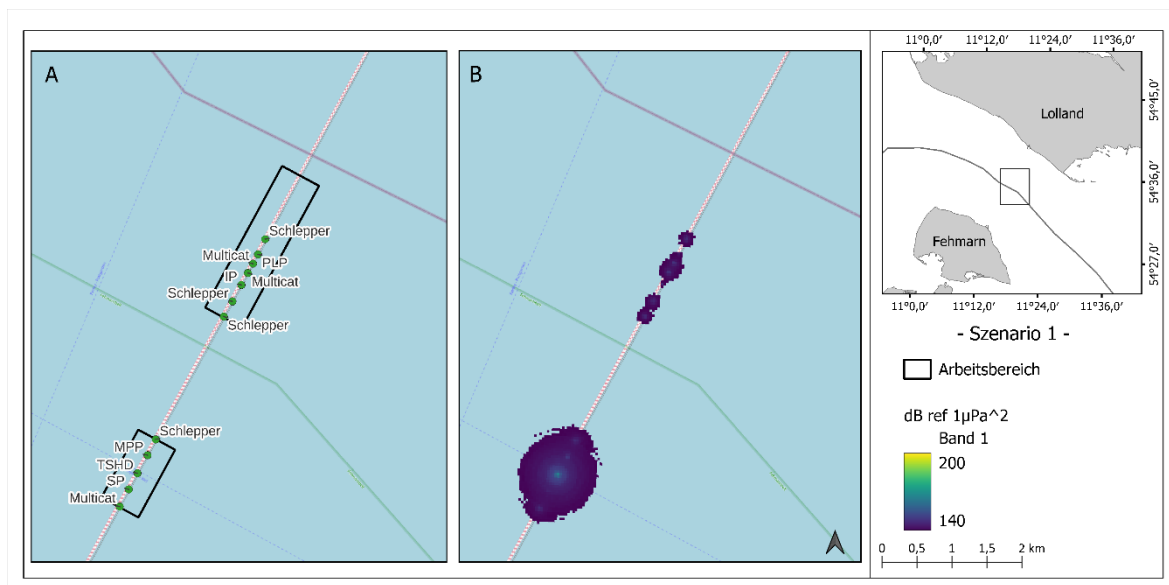 A
Schlepper
Multicat
PLP
IP
Multicat
Schlepper
Schlepper
Schlepper
MPP
TSHD
SP
Multicat
B
11°0,0' 11°12,0' 11°24,0' 11°36,0'
54°45,0'
Lolland
54°36,0'
Fehmarn
54°27,0'
11°0,0' 11°12,0' 11°24,0' 11°36,0'
- Szenario 1 -
Arbeitsbereich
dB ref 1µPa^2
Band 1
200
140
0 0,5 1 1,5 2 km